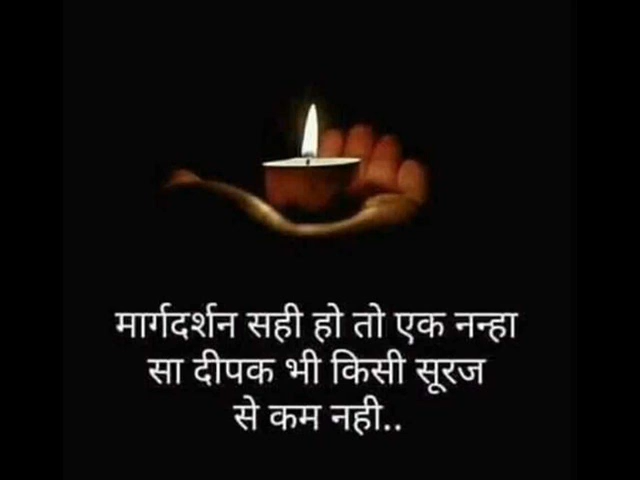 मार्गदर्शन सही हो तो एक नन्हा
सा दीपक भी किसी सूरज
से कम नही..